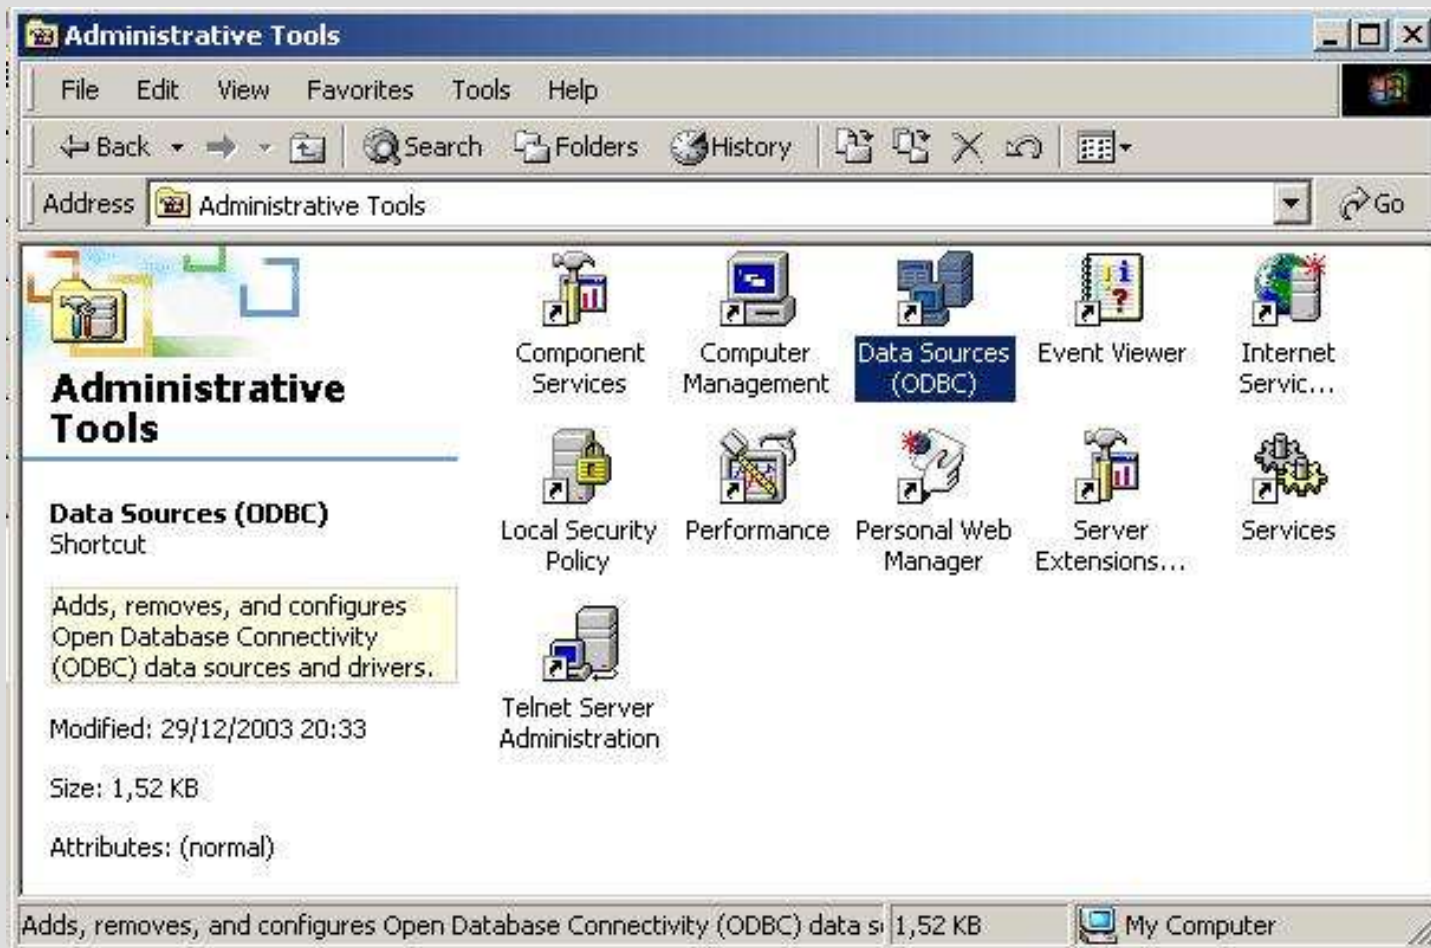 Administrative Tools
File Edit View Favorites Tools Help
Back Search Folders History
Address Administrative Tools Go
Administrative
Tools
Data Sources (ODBC)
Shortcut
Adds, removes, and configures
Open Database Connectivity
(ODBC) data sources and drivers.
Modified: 29/12/2003 20:33
Size: 1,52 KB
Attributes: (normal)
Component
Services
Computer
Management
Data Sources
(ODBC)
Event Viewer
Internet
Servic...
Local Security
Policy
Performance
Personal Web
Manager
Server
Extensions...
Services
Telnet Server
Administration
Adds, removes, and configures Open Database Connectivity (ODBC) data s 1,52 KB My Computer